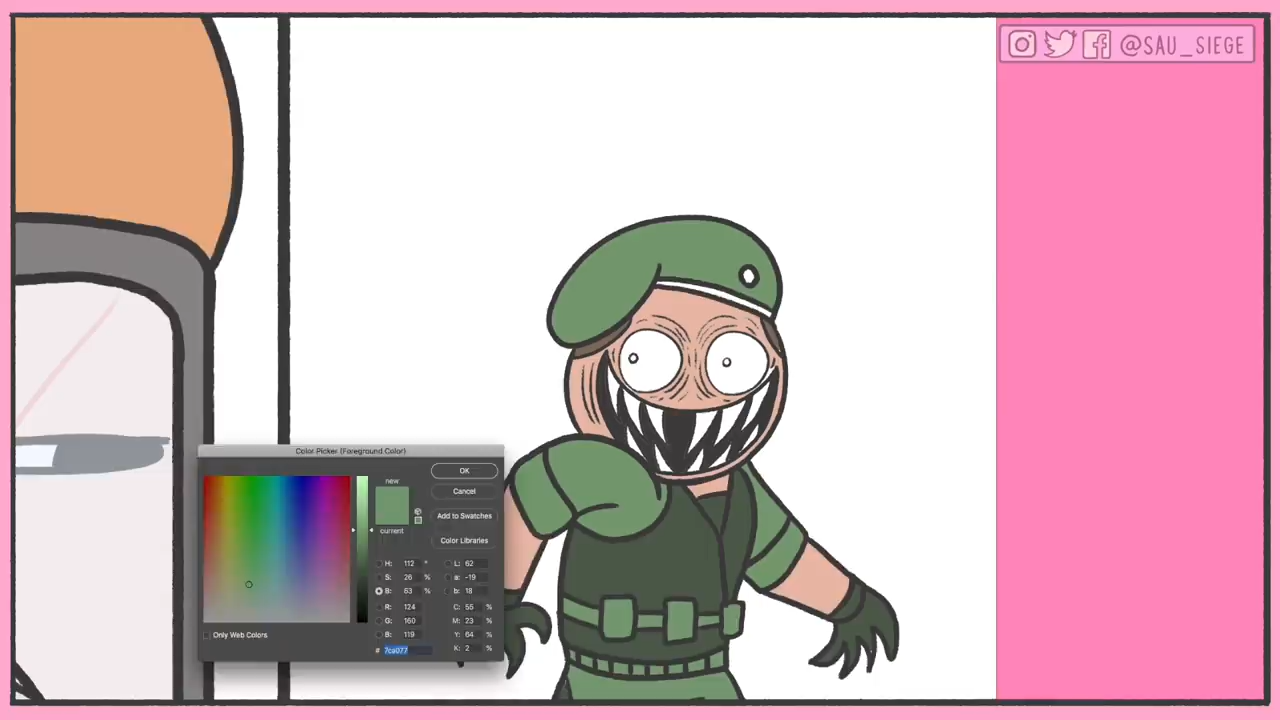 @SAU_SIEGE
Color Picker (Foreground Color)
new
current
OK
Cancel
Add to Swatches
Color Libraries
H: 112 °
S: 26 %
B: 63 %
R: 124
G: 160
B: 119
# 7ca077
L: 62
a: -19
b: 18
C: 55 %
M: 23 %
Y: 64 %
K: 2 %
Only Web Colors